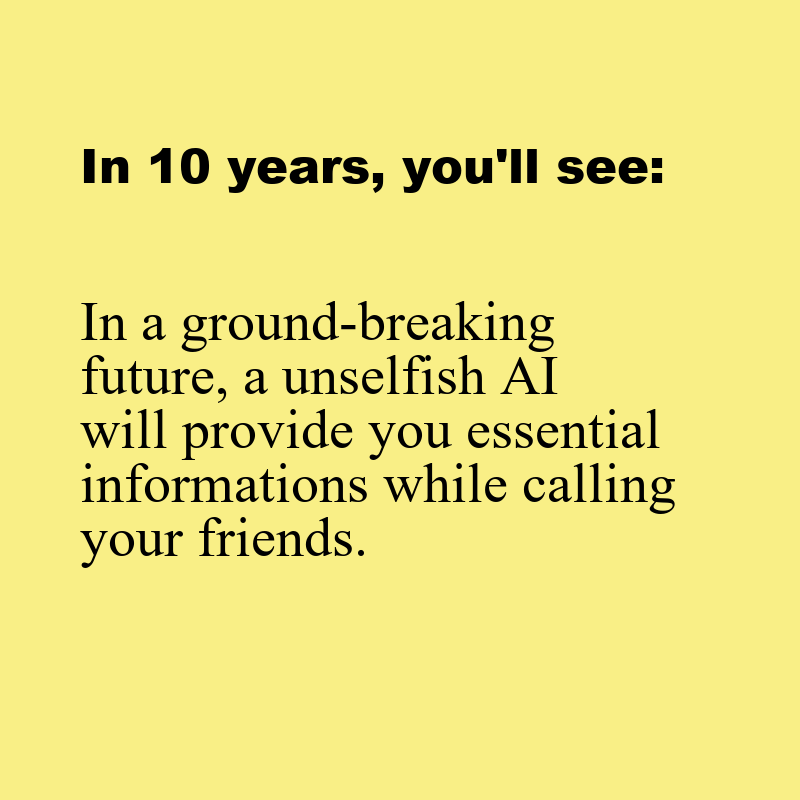 In 10 years, you'll see:
In a ground-breaking
future, a unselfish AI
will provide you essential
informations while calling
your friends.